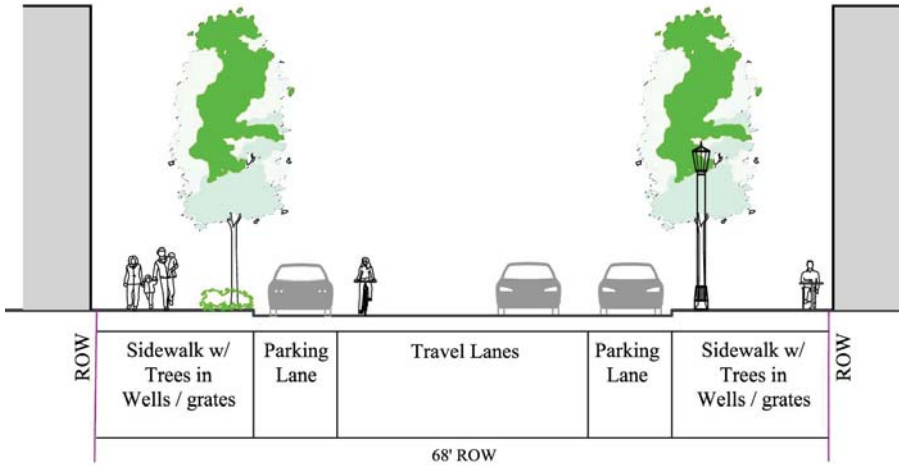 ROW
Sidewalk w/
Trees in
Wells / grates
Parking
Lane
Travel Lanes
Parking
Lane
Sidewalk w/
Trees in
Wells / grates
ROW
68' ROW